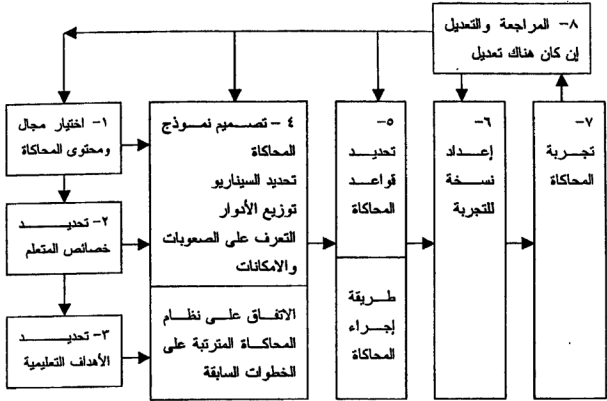 ٨- المراجعة والتعديل
إن كان هناك تعديل
١- اختيار مجال
ومحتوى المحاكاة
٢- تحديد
خصائص المتعلم
٣- تحديد
الأهداف التعليمية
٤- تصميم نموذج
المحاكاة
تحديد السيناريو
توزيع الأدوار
التعرف على الصعوبات
والامكانات
الاتفاق على نظام
المحاكاة المترتبة على
الخطوات السابقة
٥-
تحديد
قواعد
المحاكاة
طريقة
إجراء
المحاكاة
٦-
إعداد
نسخة
للتجربة
٧-
تجربة
المحاكاة